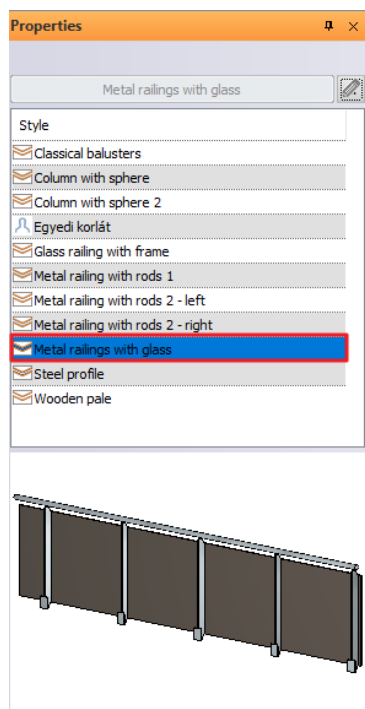 Properties
Metal railings with glass
Style
Classical balusters
Column with sphere
Column with sphere 2
Egyedi korlát
Glass railing with frame
Metal railing with rods 1
Metal railing with rods 2 - left
Metal railing with rods 2 - right
Metal railings with glass
Steel profile
Wooden pale